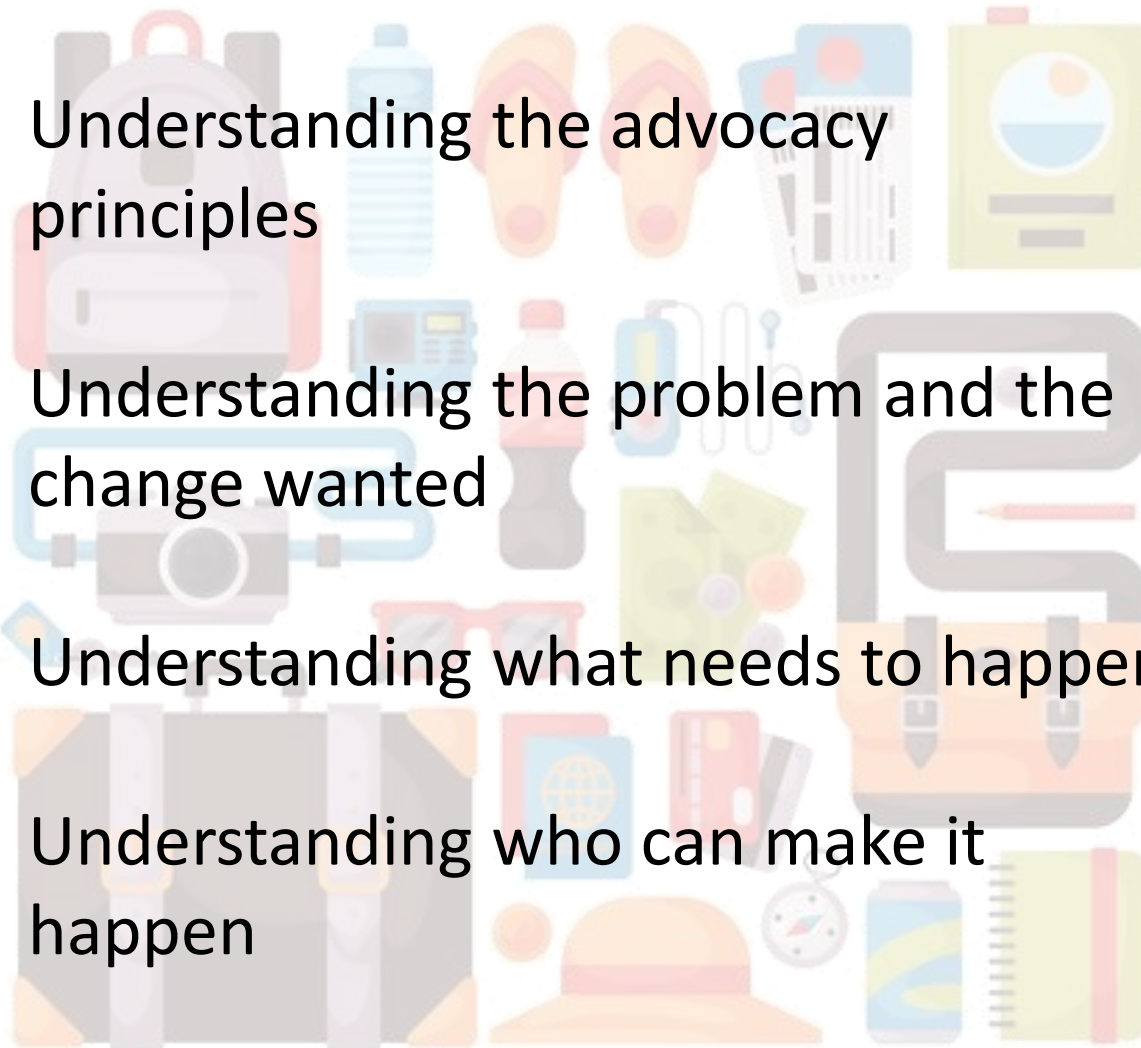 Understanding the advocacy
principles
Understanding the problem and the
change wanted
Understanding what needs to happen
Understanding who can make it
happen